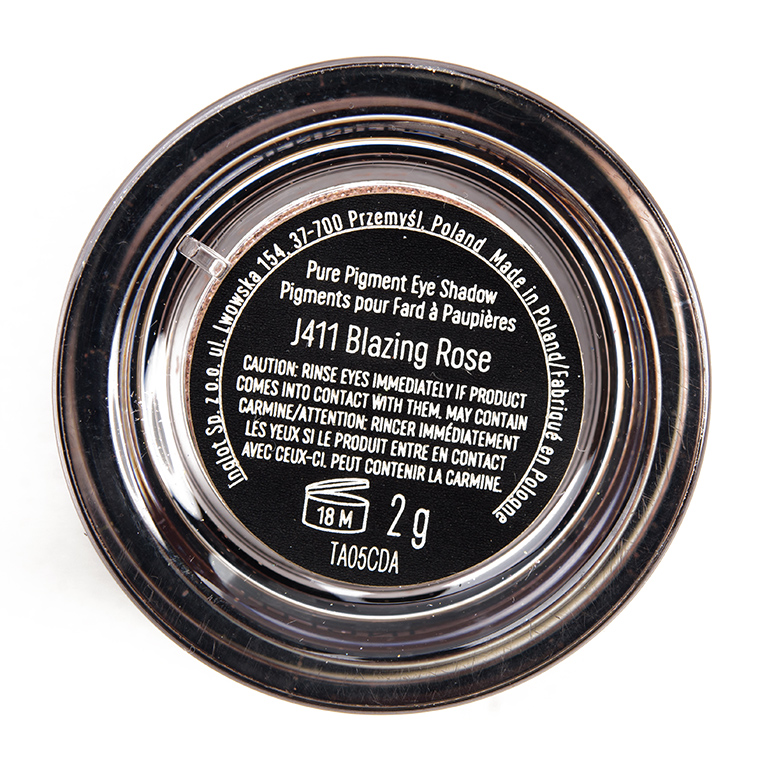 Inglot Sp. z o.o. ul. Lwowska 154, 37-700 Przemyśl, Poland Made in Poland/Fabriqué en Pologne
Pure Pigment Eye Shadow
Pigments pour Fard à Paupières
J411 Blazing Rose
CAUTION: RINSE EYES IMMEDIATELY IF PRODUCT
COMES INTO CONTACT WITH THEM. MAY CONTAIN
CARMINE/ATTENTION: RINCER IMMÉDIATEMENT
LES YEUX SI LE PRODUIT ENTRE EN CONTACT
AVEC CEUX-CI. PEUT CONTENIR LA CARMINE.
18 M 2 g
TA05CDA